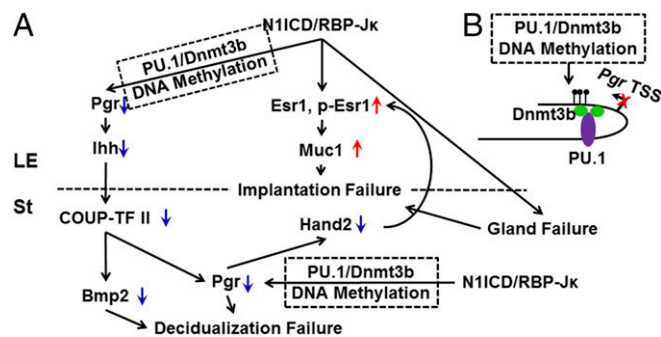 A
N1ICD/RBP-Jκ
PU.1/Dnmt3b
DNA Methylation
Pgr
Esr1, p-Esr1
Ihh
Muc1
LE
Implantation Failure
St
COUP-TF II
Hand2
Gland Failure
PU.1/Dnmt3b
DNA Methylation
Pgr
N1ICD/RBP-Jκ
Bmp2
Decidualization Failure
B
PU.1/Dnmt3b
DNA Methylation
Pgr TSS
Dnmt3b
PU.1